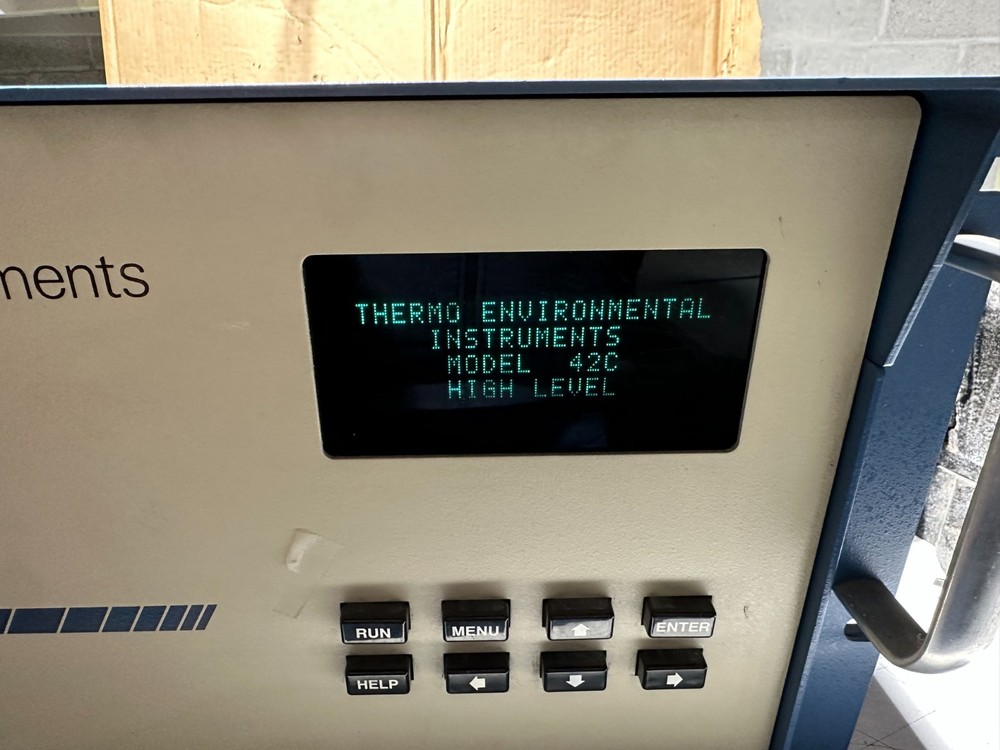 ments
THERMO ENVIRONMENTAL
INSTRUMENTS
MODEL 42C
HIGH LEVEL
RUN
MENU
ENTER
HELP